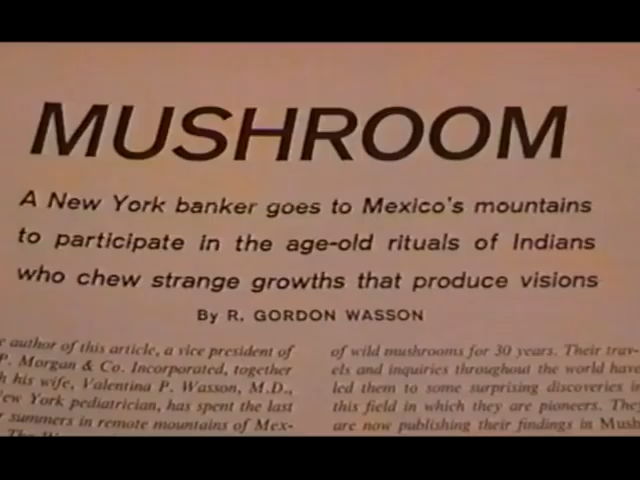 MUSHROOM
A New York banker goes to Mexico's mountains
to participate in the age-old rituals of Indians
who chew strange growths that produce visions
By R. GORDON WASSON
author of this article, a vice president of
P. Morgan & Co. Incorporated, together
his wife, Valentina P. Wasson, M.D.,
York pediatrician, has spent the last
summers in remote mountains of Mex-
of wild mushrooms for 30 years. Their trav-
els and inquiries throughout the world have
led them to some surprising discoveries in
this field in which they are pioneers. They
are now publishing their findings in Mush